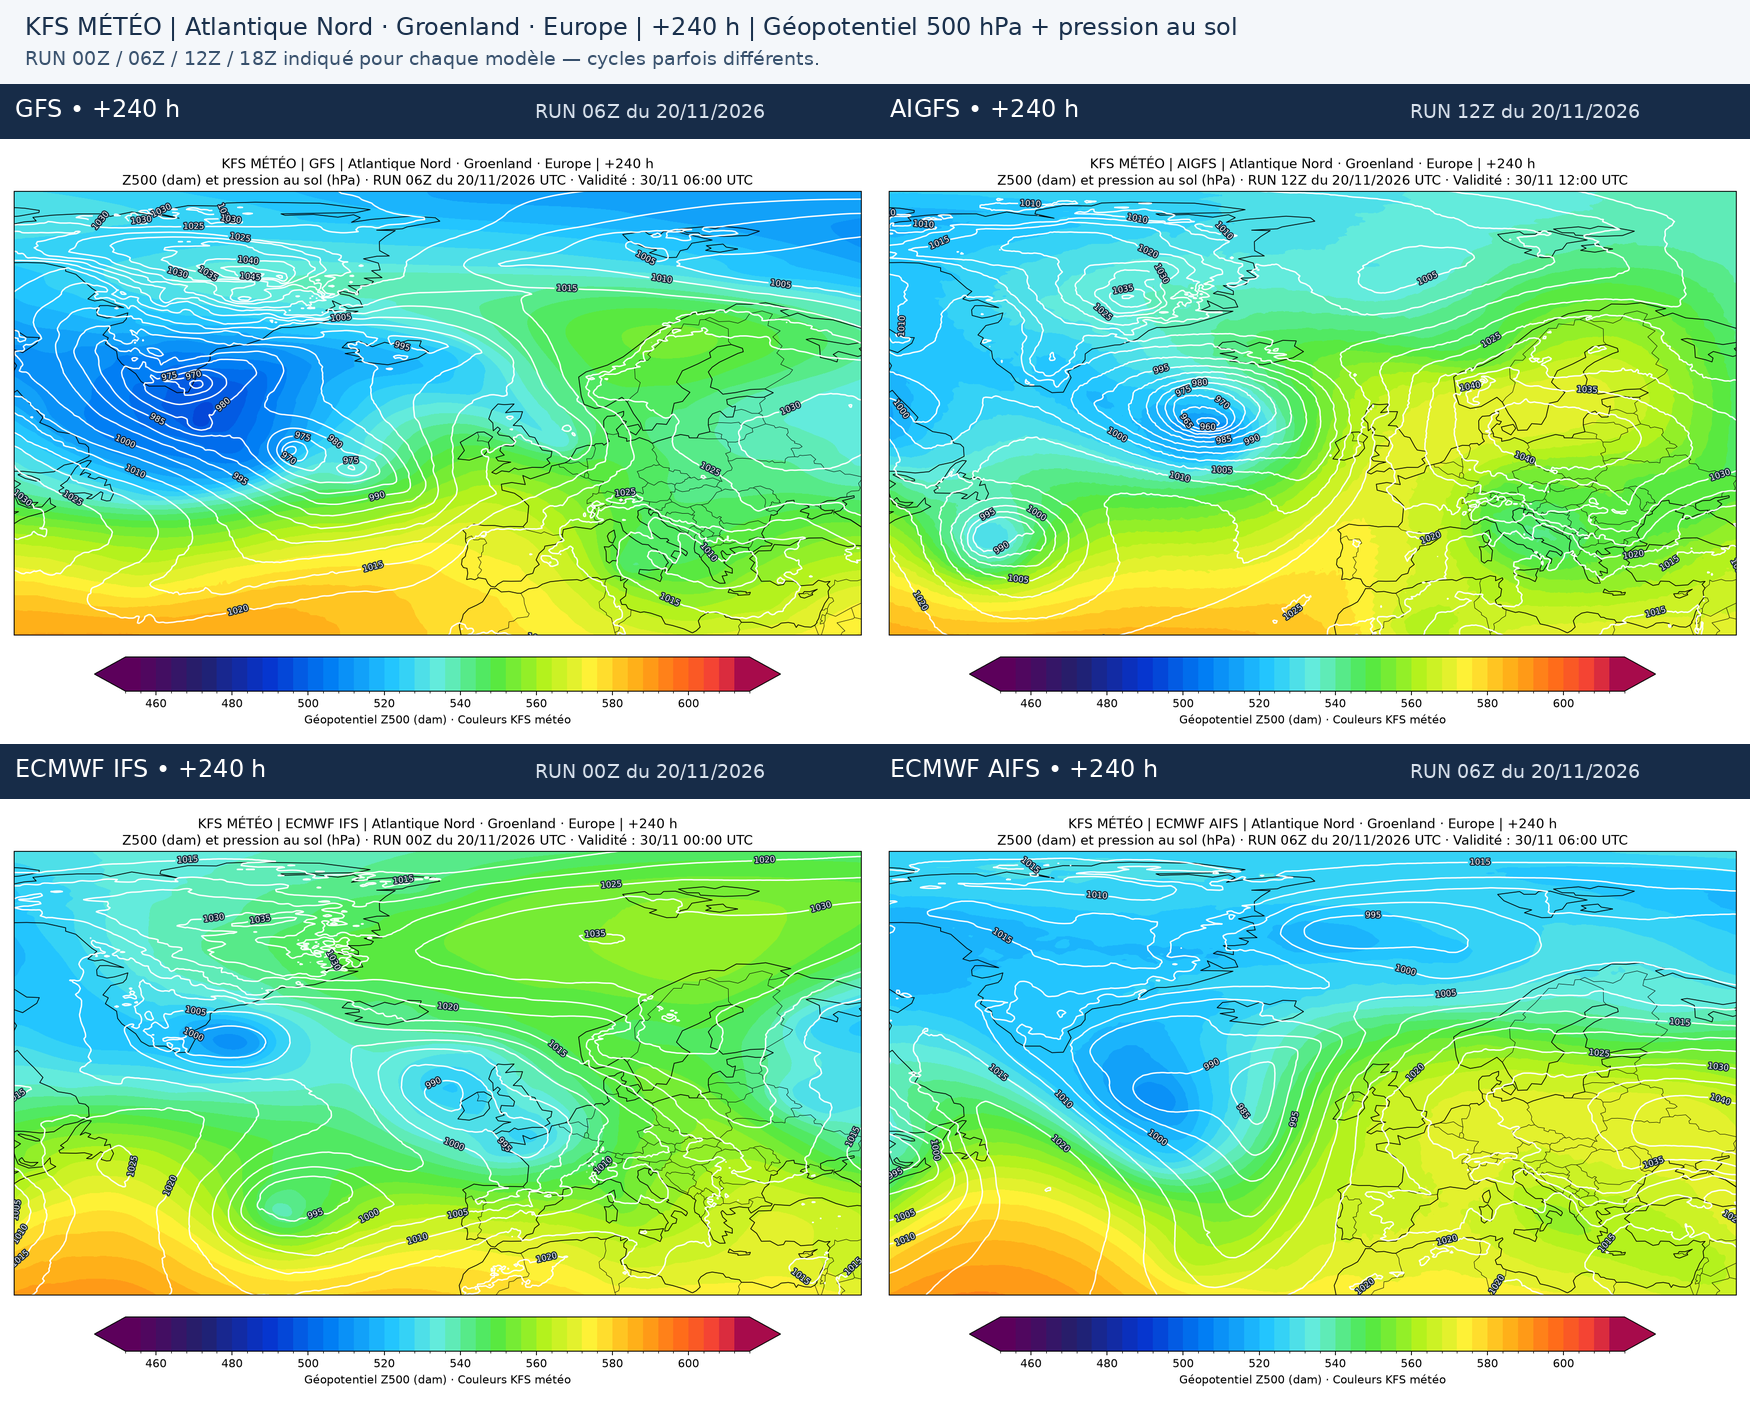 KFS MÉTÉO | Atlantique Nord · Groenland · Europe | +240 h | Géopotentiel 500 hPa + pression au sol
RUN 00Z / 06Z / 12Z / 18Z indiqué pour chaque modèle — cycles parfois différents.
GFS • +240 h
RUN 06Z du 20/11/2026
KFS MÉTÉO | GFS | Atlantique Nord · Groenland · Europe | +240 h
Z500 (dam) et pression au sol (hPa) · RUN 06Z du 20/11/2026 UTC · Validité : 30/11 06:00 UTC
460 480 500 520 540 560 580 600
Géopotentiel Z500 (dam) · Couleurs KFS météo
AIGFS • +240 h
RUN 12Z du 20/11/2026
KFS MÉTÉO | AIGFS | Atlantique Nord · Groenland · Europe | +240 h
Z500 (dam) et pression au sol (hPa) · RUN 12Z du 20/11/2026 UTC · Validité : 30/11 12:00 UTC
460 480 500 520 540 560 580 600
Géopotentiel Z500 (dam) · Couleurs KFS météo
ECMWF IFS • +240 h
RUN 00Z du 20/11/2026
KFS MÉTÉO | ECMWF IFS | Atlantique Nord · Groenland · Europe | +240 h
Z500 (dam) et pression au sol (hPa) · RUN 00Z du 20/11/2026 UTC · Validité : 30/11 00:00 UTC
460 480 500 520 540 560 580 600
Géopotentiel Z500 (dam) · Couleurs KFS météo
ECMWF AIFS • +240 h
RUN 06Z du 20/11/2026
KFS MÉTÉO | ECMWF AIFS | Atlantique Nord · Groenland · Europe | +240 h
Z500 (dam) et pression au sol (hPa) · RUN 06Z du 20/11/2026 UTC · Validité : 30/11 06:00 UTC
460 480 500 520 540 560 580 600
Géopotentiel Z500 (dam) · Couleurs KFS météo